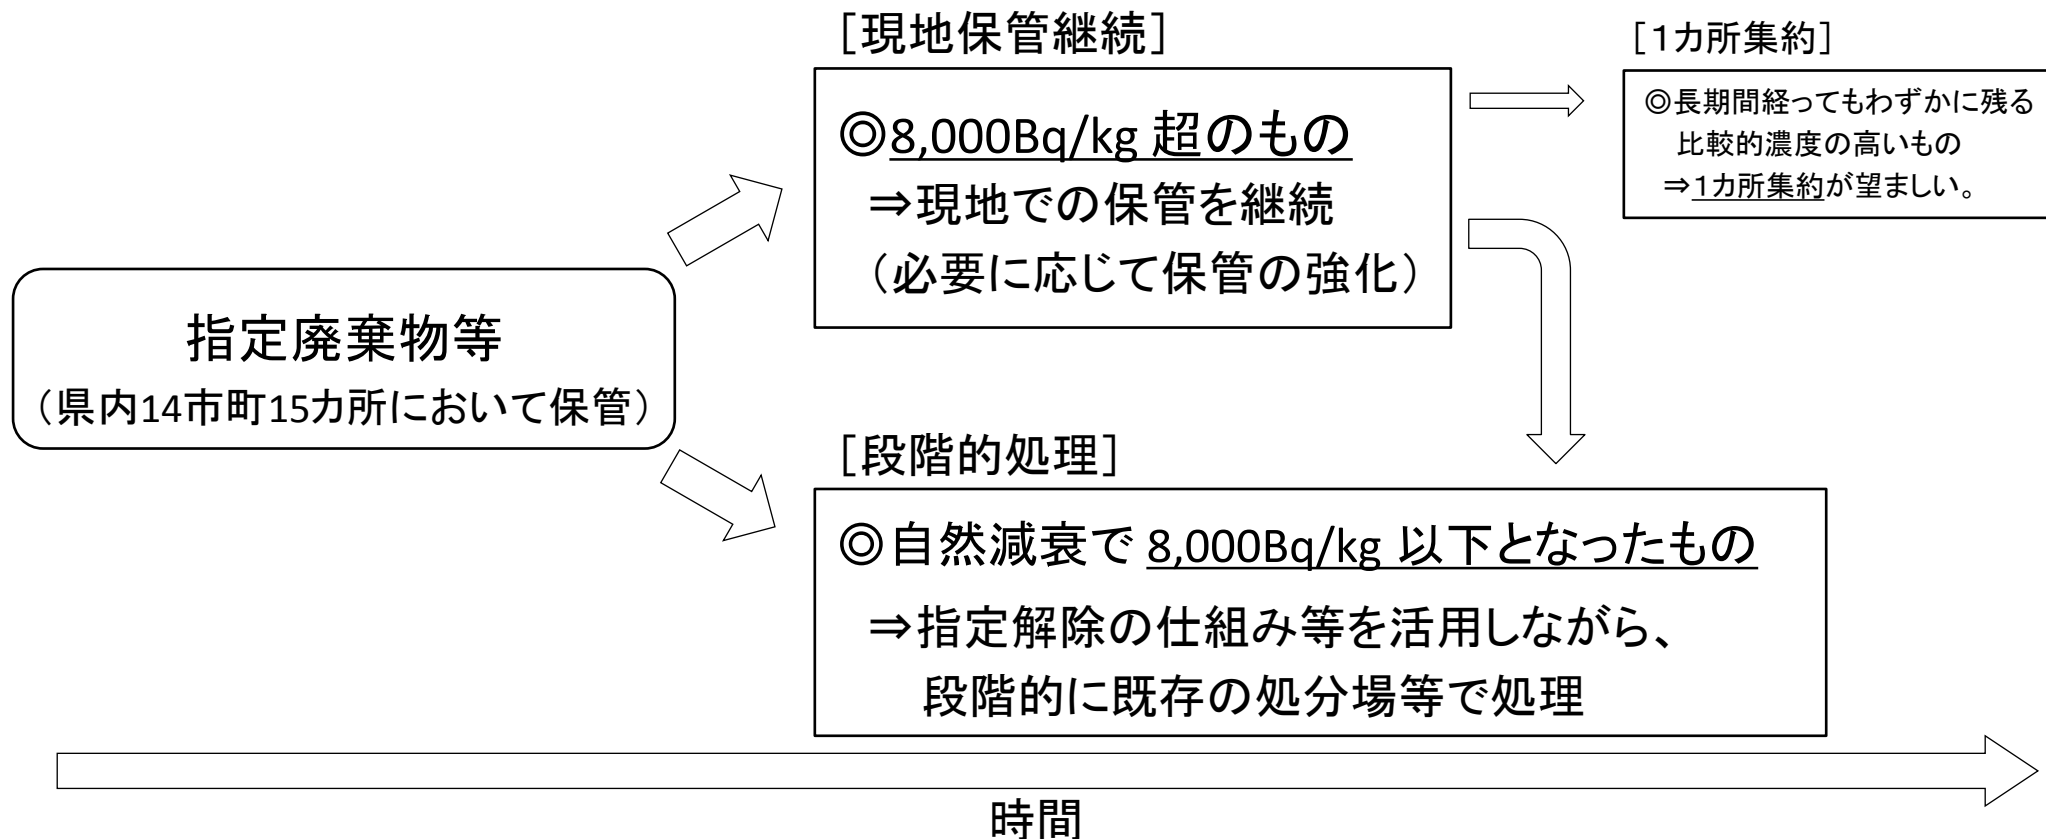 ［現地保管継続］
◎8,000Bq/kg 超のもの
⇒現地での保管を継続
（必要に応じて保管の強化）
［1カ所集約］
◎長期間経ってもわずかに残る
比較的濃度の高いもの
⇒1カ所集約が望ましい。
指定廃棄物等
（県内14市町15カ所において保管）
［段階的処理］
◎自然減衰で 8,000Bq/kg 以下となったもの
⇒指定解除の仕組み等を活用しながら、
段階的に既存の処分場等で処理
時間